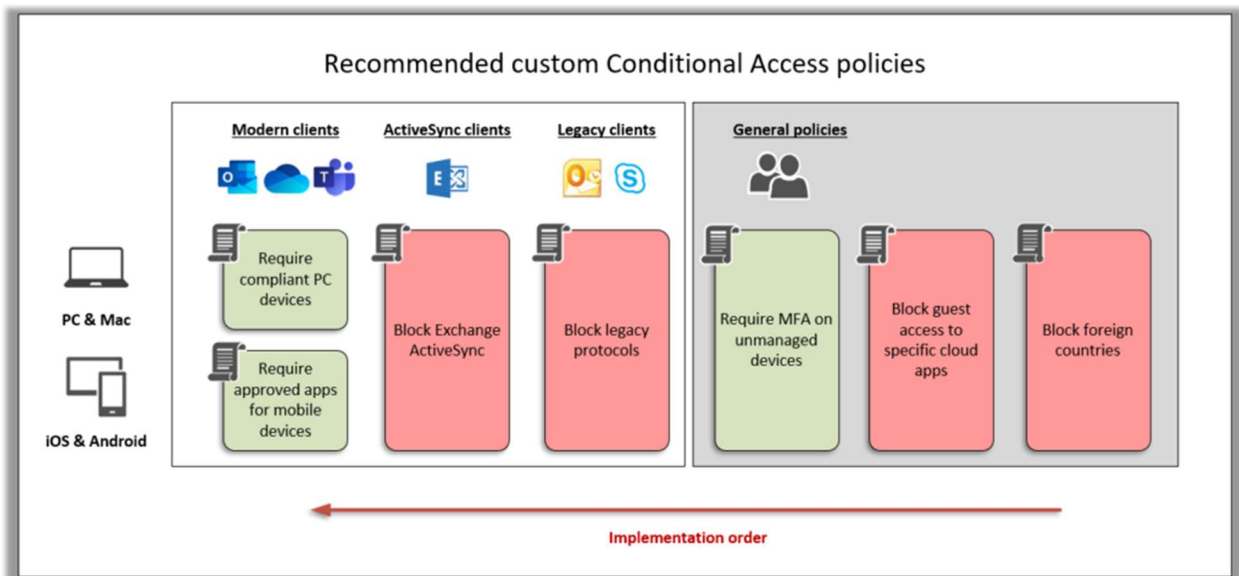 Recommended custom Conditional Access policies
Modern clients
ActiveSync clients
Legacy clients
General policies
O
T
E
O
S
PC & Mac
iOS & Android
Require
compliant PC
devices
Require
approved apps
for mobile
devices
Block Exchange
ActiveSync
Block legacy
protocols
Require MFA on
unmanaged
devices
Block guest
access to
specific cloud
apps
Block foreign
countries
Implementation order